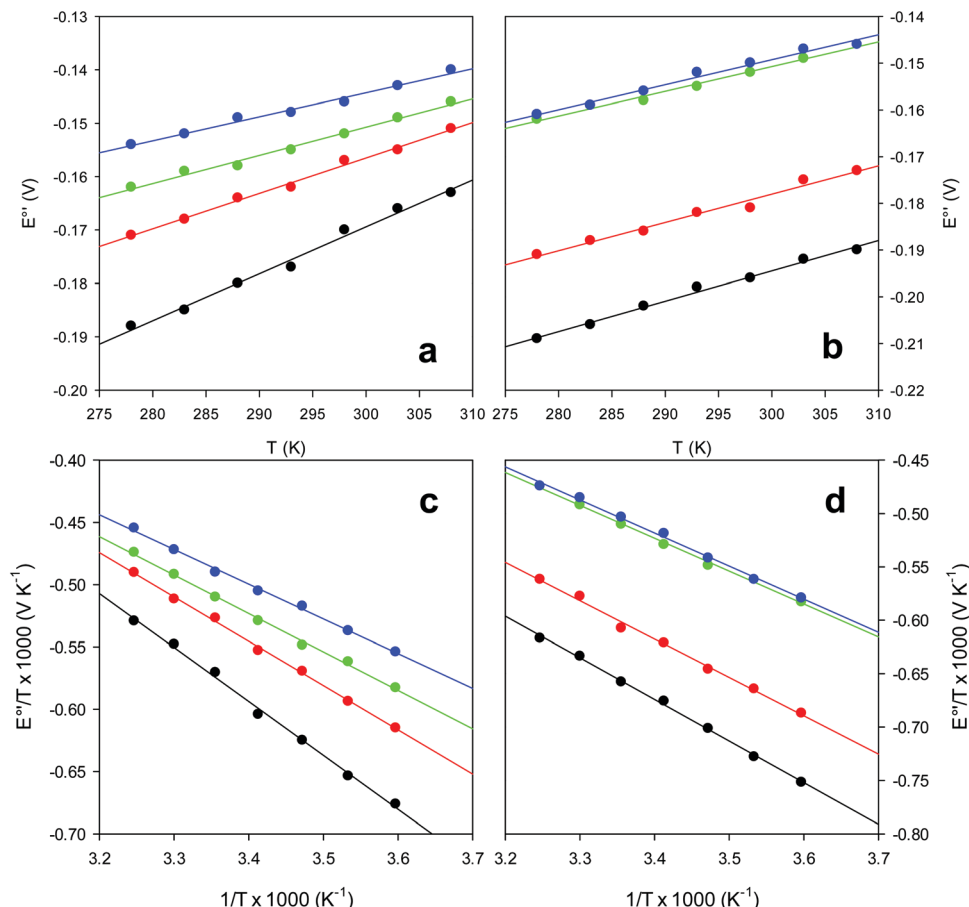 -0.13
-0.14
-0.15
-0.16
-0.17
-0.18
-0.19
-0.20
E°' (V)
275 280 285 290 295 300 305 310
a
-0.14
-0.15
-0.16
-0.17
-0.18
-0.19
-0.20
-0.21
-0.22
E°' (V)
275 280 285 290 295 300 305 310
b
T (K)
T (K)
-0.40
-0.45
-0.50
-0.55
-0.60
-0.65
-0.70
E°'/T x 1000 (V K⁻¹)
3.2 3.3 3.4 3.5 3.6 3.7
c
1/T x 1000 (K⁻¹)
-0.45
-0.50
-0.55
-0.60
-0.65
-0.70
-0.75
-0.80
E°'/T x 1000 (V K⁻¹)
3.2 3.3 3.4 3.5 3.6 3.7
d
1/T x 1000 (K⁻¹)